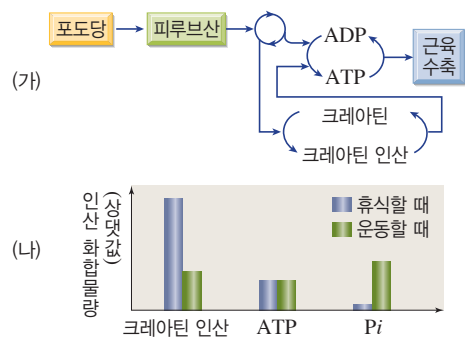 포도당
피루브산
ADP
ATP
근육
수축
(가)
크레아틴
크레아틴 인산
인산 화합물량
(상댓값)
휴식할 때
운동할 때
(나)
크레아틴 인산 ATP Pi